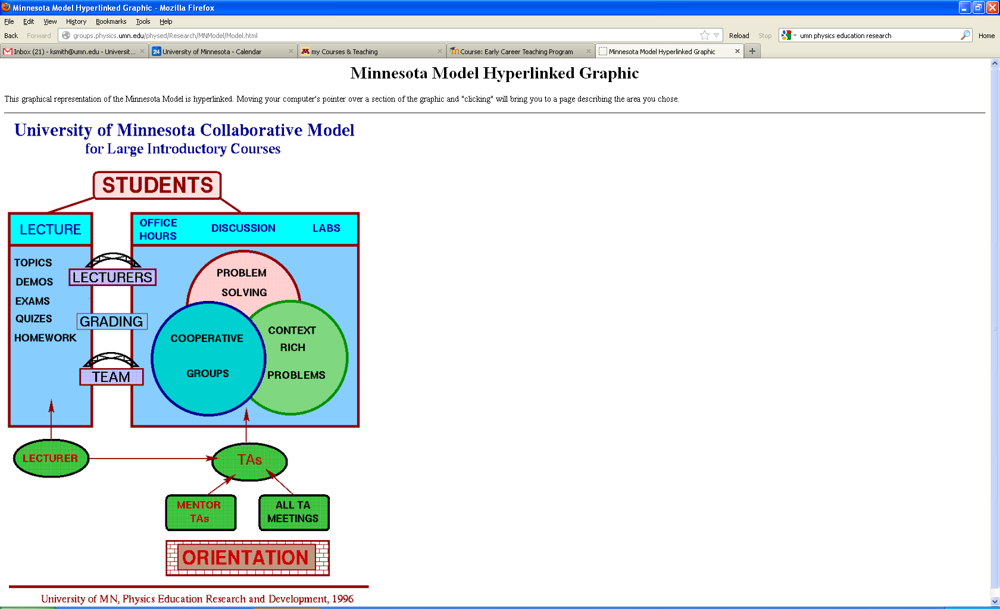 Minnesota Model Hyperlinked Graphic - Mozilla Firefox
File Edit View History Bookmarks Tools Help
Back Forward groups.physics.umn.edu/physed/Research/MNModel/Model.html Reload Stop umn physics education research Home
Inbox (21) - ksmith@umn.edu - Universit... 24 University of Minnesota - Calendar my Courses & Teaching Course: Early Career Teaching Program Minnesota Model Hyperlinked Graphic
Minnesota Model Hyperlinked Graphic
This graphical representation of the Minnesota Model is hyperlinked. Moving your computer's pointer over a section of the graphic and "clicking" will bring you to a page describing the area you chose.
University of Minnesota Collaborative Model
for Large Introductory Courses
STUDENTS
LECTURE
OFFICE
HOURS
DISCUSSION
LABS
TOPICS
DEMOS
EXAMS
QUIZES
HOMEWORK
LECTURERS
GRADING
TEAM
PROBLEM
SOLVING
COOPERATIVE
GROUPS
CONTEXT
RICH
PROBLEMS
LECTURER
TAs
MENTOR
TAs
ALL TA
MEETINGS
ORIENTATION
University of MN, Physics Education Research and Development, 1996